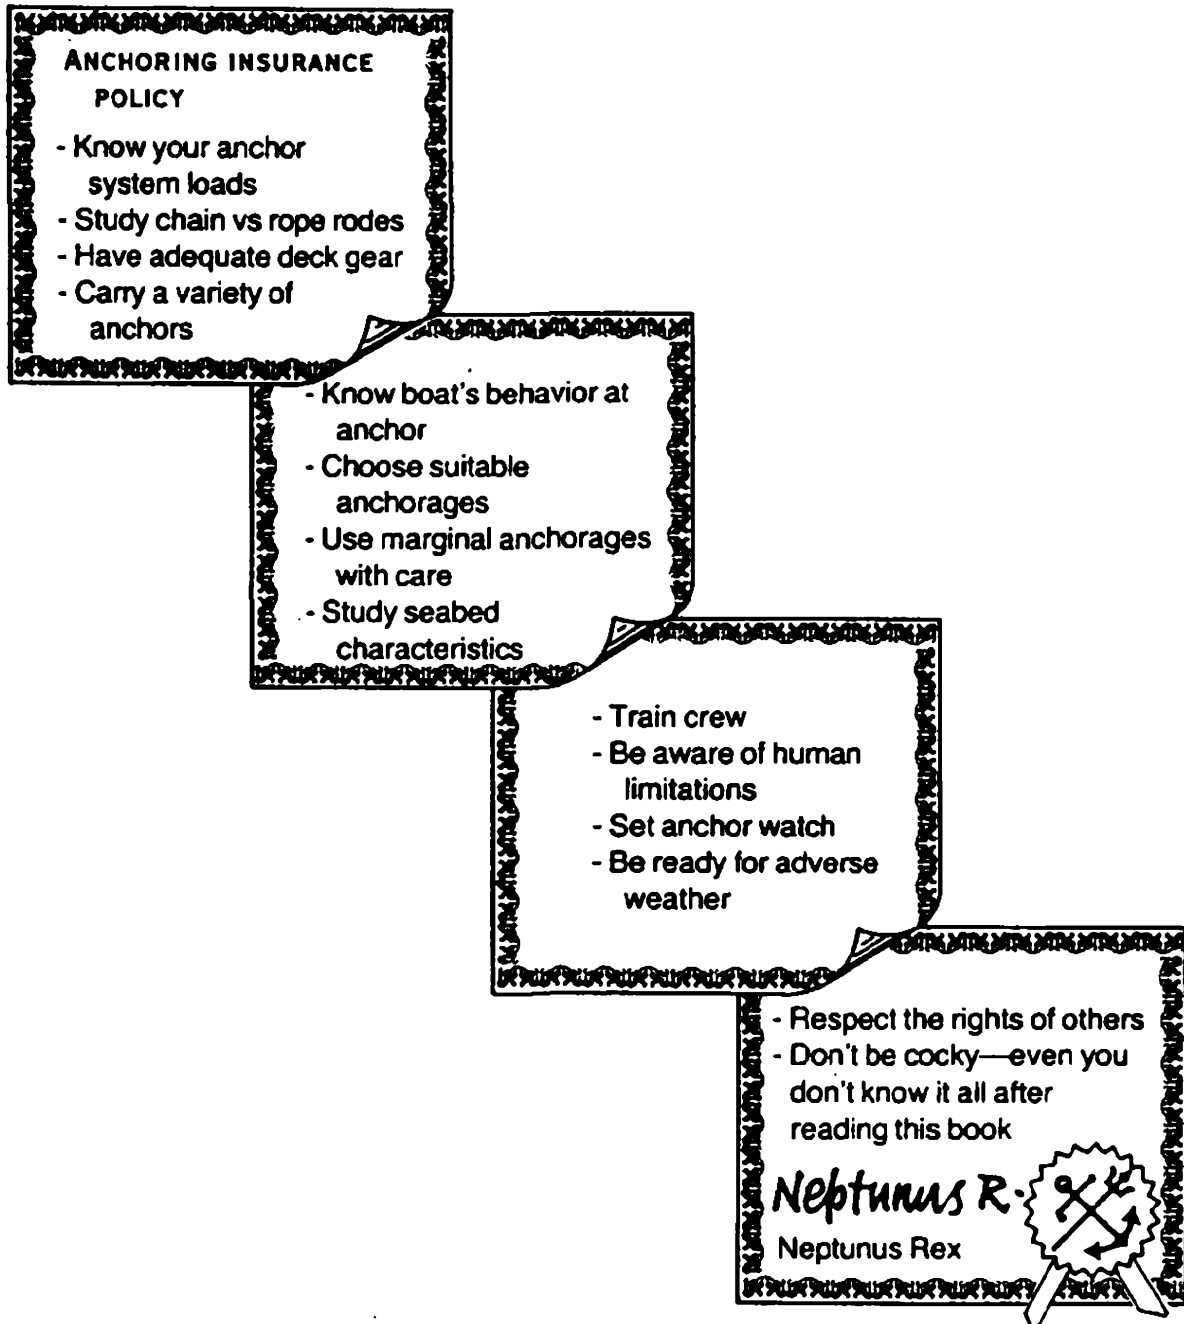 ANCHORING INSURANCE
POLICY
- Know your anchor
system loads
- Study chain vs rope rodes
- Have adequate deck gear
- Carry a variety of
anchors
- Know boat's behavior at
anchor
- Choose suitable
anchorages
- Use marginal anchorages
with care
- Study seabed
characteristics
- Train crew
- Be aware of human
limitations
- Set anchor watch
- Be ready for adverse
weather
- Respect the rights of others
- Don't be cocky—even you
don't know it all after
reading this book
Neptunus R.
Neptunus Rex